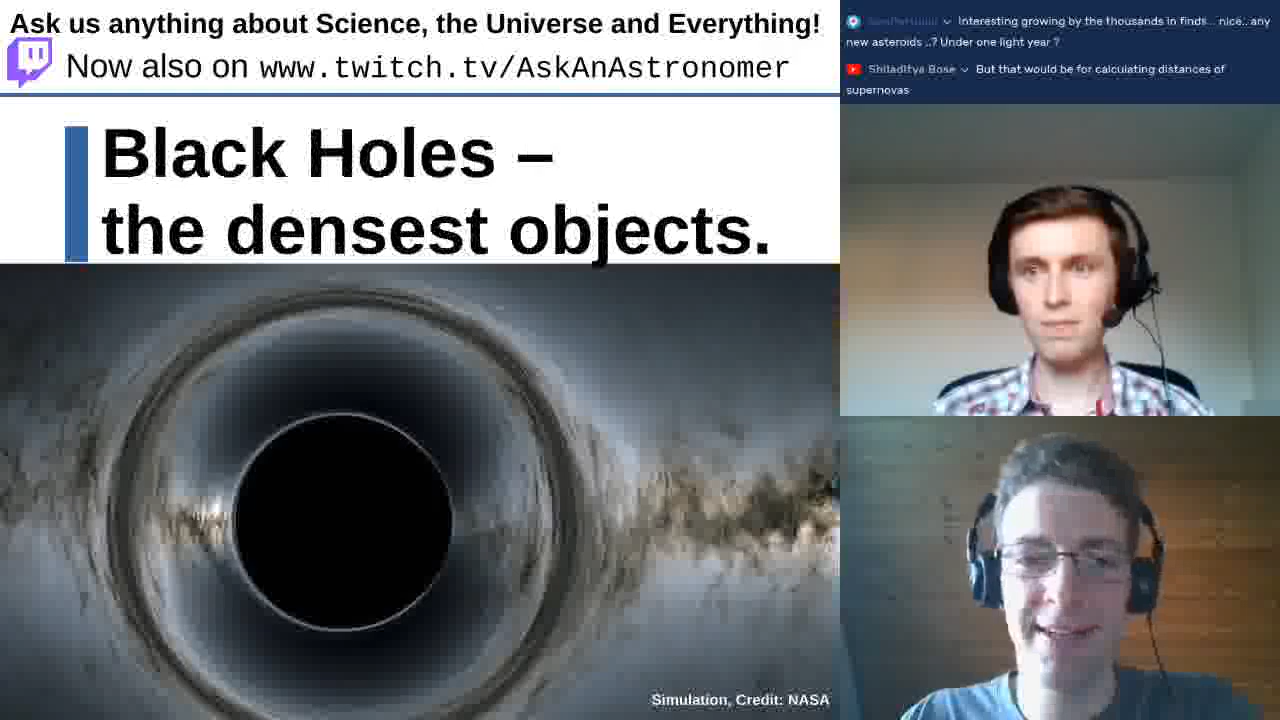 Ask us anything about Science, the Universe and Everything!
Now also on www.twitch.tv/AskAnAstronomer
Black Holes –
the densest objects.
Simulation, Credit: NASA
Interesting growing by the thousands in finds... nice.. any
new asteroids ..? Under one light year ?
Shiladitya Bose But that would be for calculating distances of
supernovas